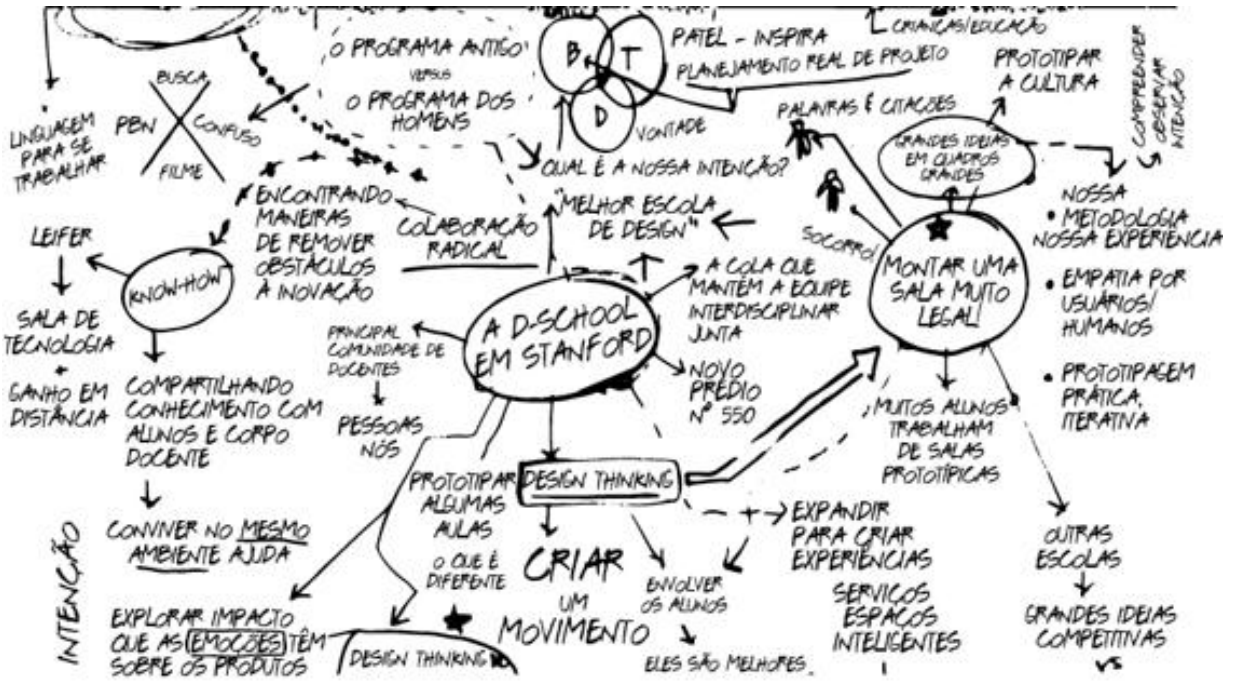 O PROGRAMA ANTIGO
VERSUS
O PROGRAMA DOS
HOMENS
B
T
D
VONTADE
PATEL - INSPIRA
PLANEJAMENTO REAL DE PROJETO
CRIANÇAS/EDUCAÇÃO
PROTOTIPAR
A CULTURA
COMPREENDER
OBSERVAR
INTENÇÃO
LINGUAGEM
PARA SE
TRABALHAR
BUSCA
PBN
CONFUSO
FILME
PALAVRAS E CITAÇÕES
GRANDES IDEIAS
EM QUADROS
GRANDES
QUAL É A NOSSA INTENÇÃO?
"MELHOR ESCOLA
DE DESIGN"
ENCONTRANDO
MANEIRAS
DE REMOVER
OBSTÁCULOS
À INOVAÇÃO
COLABORAÇÃO
RADICAL
SOCORRO!
MONTAR UMA
SALA MUITO
LEGAL!
NOSSA
• METODOLOGIA
NOSSA EXPERIÊNCIA
• EMPATIA POR
USUÁRIOS/
HUMANOS
• PROTOTIPAGEM
PRÁTICA,
ITERATIVA
LEIFER
KNOW-HOW
SALA DE
TECNOLOGIA
+
GANHO EM
DISTÂNCIA
A D-SCHOOL
EM STANFORD
A COLA QUE
MANTÉM A EQUIPE
INTERDISCIPLINAR
JUNTA
NOVO
PRÉDIO
Nº 550
PRINCIPAL
COMUNIDADE DE
DOCENTES
PESSOAS
NÓS
COMPARTILHANDO
CONHECIMENTO COM
ALUNOS E CORPO
DOCENTE
CONVIVER NO MESMO
AMBIENTE AJUDA
INTENÇÃO
EXPLORAR IMPACTO
QUE AS EMOÇÕES TÊM
SOBRE OS PRODUTOS
PROTOTIPAR
ALGUMAS
AULAS
O QUE É
DIFERENTE
DESIGN THINKING
DESIGN THINKING
CRIAR
UM
MOVIMENTO
ENVOLVER
OS ALUNOS
ELES SÃO MELHORES
EXPANDIR
PARA CRIAR
EXPERIÊNCIAS
SERVIÇOS
ESPAÇOS
INTELIGENTES
MUITOS ALUNOS
TRABALHAM
DE SALAS
PROTOTÍPICAS
OUTRAS
ESCOLAS
GRANDES IDEIAS
COMPETITIVAS
VS